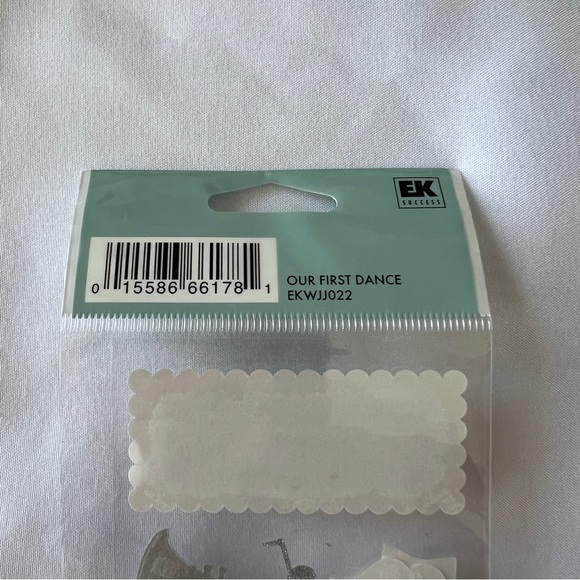 EK
SUCCESS
0 15586 66178 1
OUR FIRST DANCE
EKWJJ022